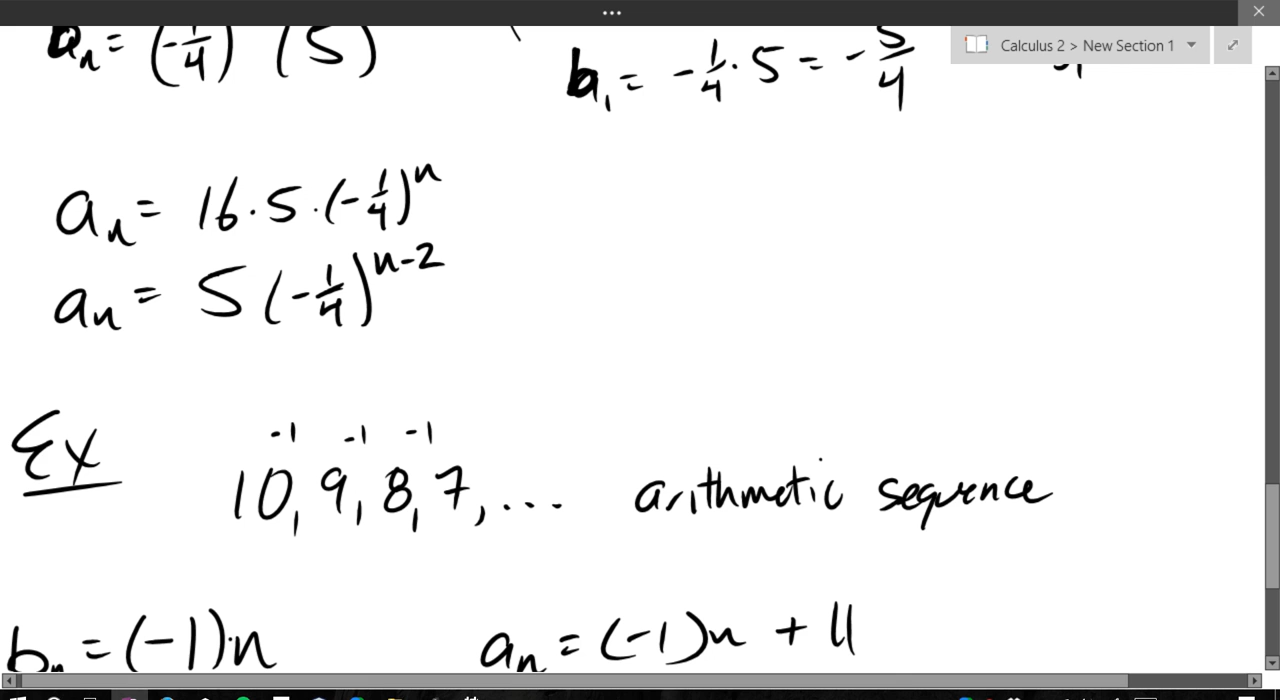 Calculus 2 > New Section 1
bₙ = (-1/4) (5)
b₁ = -1/4 · 5 = -5/4
aₙ = 16 · 5 · (-1/4)ⁿ
aₙ = 5 (-1/4)ⁿ⁻²
-1 -1 -1
Ex 10, 9, 8, 7, ... arithmetic sequence
bₙ = (-1)·n aₙ = (-1)n + 11